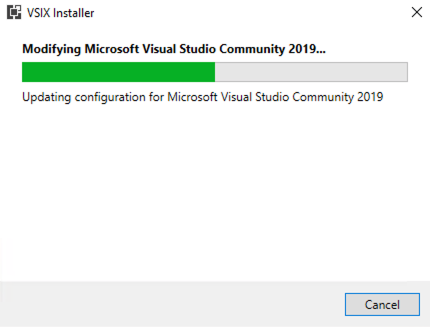 VSIX Installer
Modifying Microsoft Visual Studio Community 2019...
Updating configuration for Microsoft Visual Studio Community 2019
Cancel